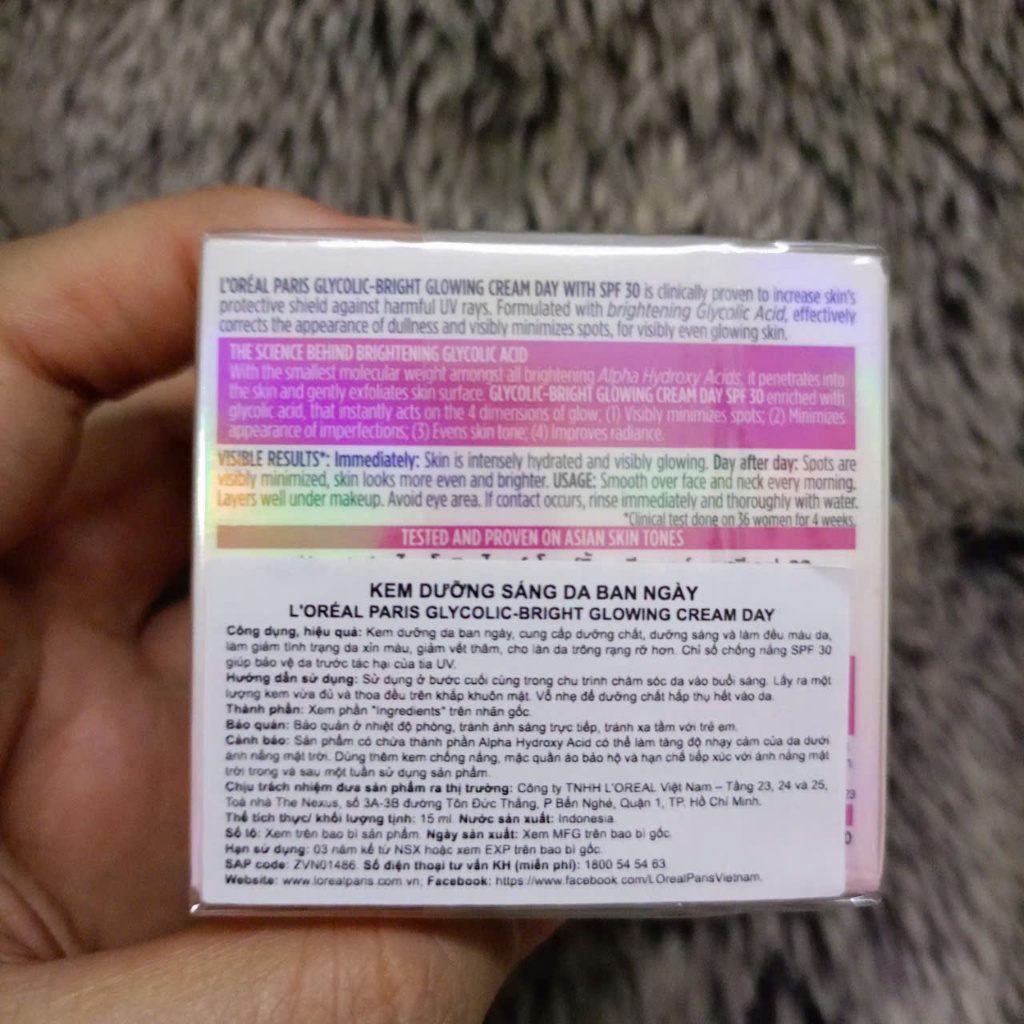 L'ORÉAL PARIS GLYCOLIC-BRIGHT GLOWING CREAM DAY WITH SPF 30 is clinically proven to increase skin's
protective shield against harmful UV rays. Formulated with brightening Glycolic Acid, effectively
corrects the appearance of dullness and visibly minimizes spots, for visibly even glowing skin.
THE SCIENCE BEHIND BRIGHTENING GLYCOLIC ACID
With the smallest molecular weight amongst all brightening Alpha Hydroxy Acids, it penetrates into
the skin and gently exfoliates skin surface. GLYCOLIC-BRIGHT GLOWING CREAM DAY SPF 30 enriched with
glycolic acid, that instantly acts on the 4 dimensions of glow; (1) Visibly minimizes spots; (2) Minimizes
appearance of imperfections; (3) Evens skin tone; (4) Improves radiance.
VISIBLE RESULTS*: Immediately: Skin is intensely hydrated and visibly glowing. Day after day: Spots are
visibly minimized, skin looks more even and brighter. USAGE: Smooth over face and neck every morning.
Layers well under makeup. Avoid eye area. If contact occurs, rinse immediately and thoroughly with water.
*Clinical test done on 36 women for 4 weeks.
TESTED AND PROVEN ON ASIAN SKIN TONES
KEM DƯỠNG SÁNG DA BAN NGÀY
L'ORÉAL PARIS GLYCOLIC-BRIGHT GLOWING CREAM DAY
Công dụng, hiệu quả: Kem dưỡng da ban ngày, cung cấp dưỡng chất, dưỡng sáng và làm đều màu da,
làm giảm tình trạng da xỉn màu, giảm vết thâm, cho làn da trông rạng rỡ hơn. Chỉ số chống nắng SPF 30
giúp bảo vệ da trước tác hại của tia UV.
Hướng dẫn sử dụng: Sử dụng ở bước cuối cùng trong chu trình chăm sóc da vào buổi sáng. Lấy ra một
lượng kem vừa đủ và thoa đều trên khắp khuôn mặt. Vỗ nhẹ để dưỡng chất hấp thụ hết vào da.
Thành phần: Xem phần "Ingredients" trên nhãn gốc.
Bảo quản: Bảo quản ở nhiệt độ phòng, tránh ánh sáng trực tiếp, tránh xa tầm với trẻ em.
Cảnh báo: Sản phẩm có chứa thành phần Alpha Hydroxy Acid có thể làm tăng độ nhạy cảm của da dưới
ánh nắng mặt trời. Dùng thêm kem chống nắng, mặc quần áo bảo hộ và hạn chế tiếp xúc với ánh nắng mặt
trời trong và sau một tuần sử dụng sản phẩm.
Chịu trách nhiệm đưa sản phẩm ra thị trường: Công ty TNHH L'OREAL Việt Nam – Tầng 23, 24 và 25,
Toà nhà The Nexus, số 3A-3B đường Tôn Đức Thắng, P Bến Nghé, Quận 1, TP. Hồ Chí Minh.
Thể tích thực/ khối lượng tịnh: 15 ml. Nước sản xuất: Indonesia.
Số lô: Xem trên bao bì sản phẩm. Ngày sản xuất: Xem MFG trên bao bì gốc.
Hạn sử dụng: 03 năm kể từ NSX hoặc xem EXP trên bao bì gốc.
SAP code: ZVN01486. Số điện thoại tư vấn KH (miễn phí): 1800 54 54 63.
Website: www.lorealparis.com.vn, Facebook: https://www.facebook.com/LOrealParisVietnam.